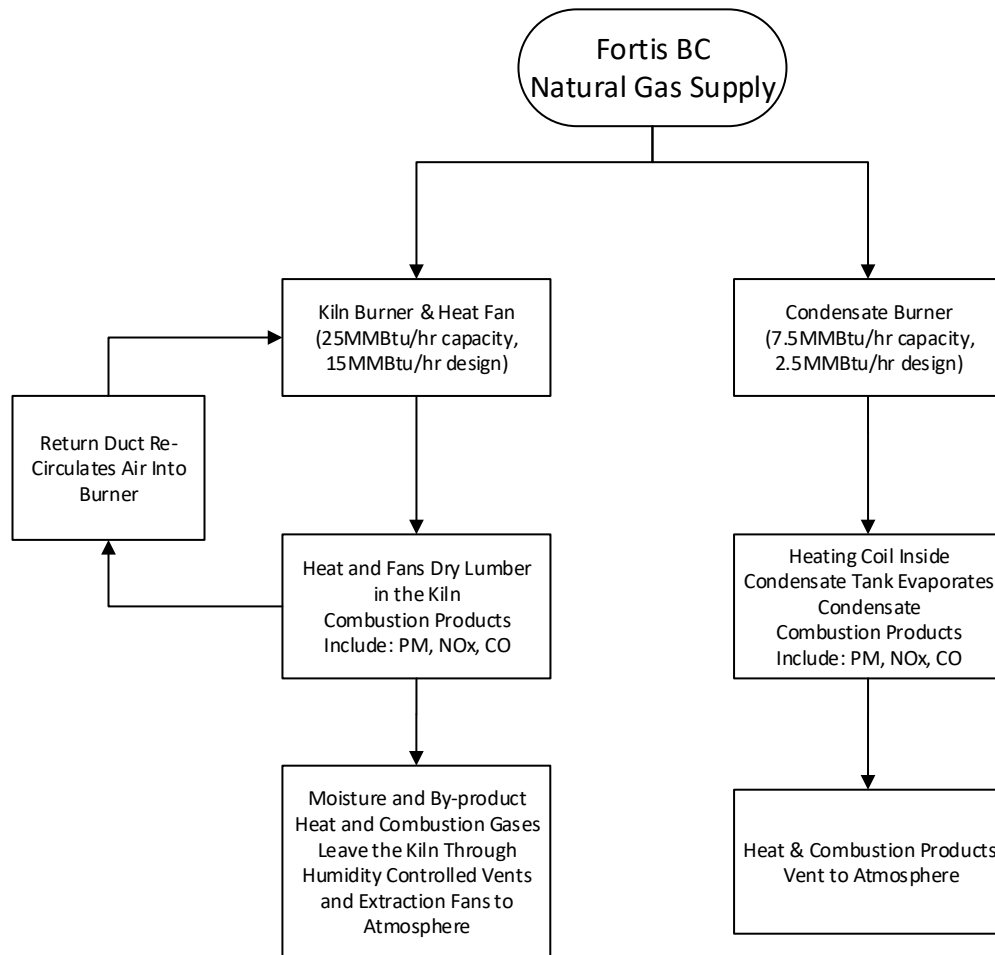 Fortis BC
Natural Gas Supply
Kiln Burner & Heat Fan
(25MMBtu/hr capacity,
15MMBtu/hr design)
Condensate Burner
(7.5MMBtu/hr capacity,
2.5MMBtu/hr design)
Return Duct Re-
Circulates Air Into
Burner
Heat and Fans Dry Lumber
in the Kiln
Combustion Products
Include: PM, NOx, CO
Heating Coil Inside
Condensate Tank Evaporates
Condensate
Combustion Products
Include: PM, NOx, CO
Moisture and By-product
Heat and Combustion Gases
Leave the Kiln Through
Humidity Controlled Vents
and Extraction Fans to
Atmosphere
Heat & Combustion Products
Vent to Atmosphere